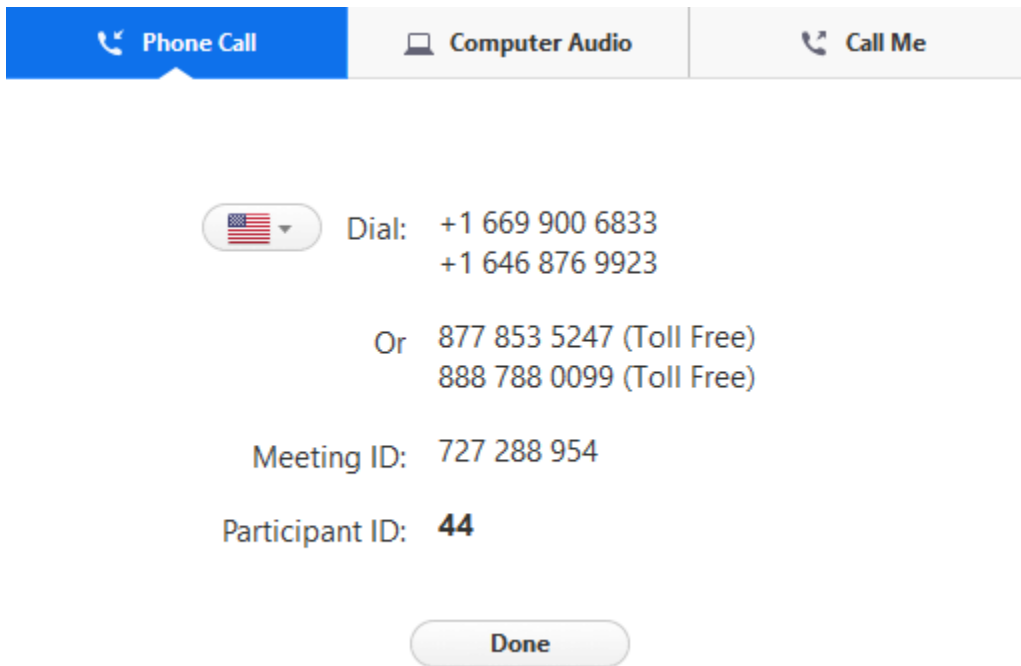 Phone Call Computer Audio Call Me
Dial: +1 669 900 6833
+1 646 876 9923
Or 877 853 5247 (Toll Free)
888 788 0099 (Toll Free)
Meeting ID: 727 288 954
Participant ID: 44
Done